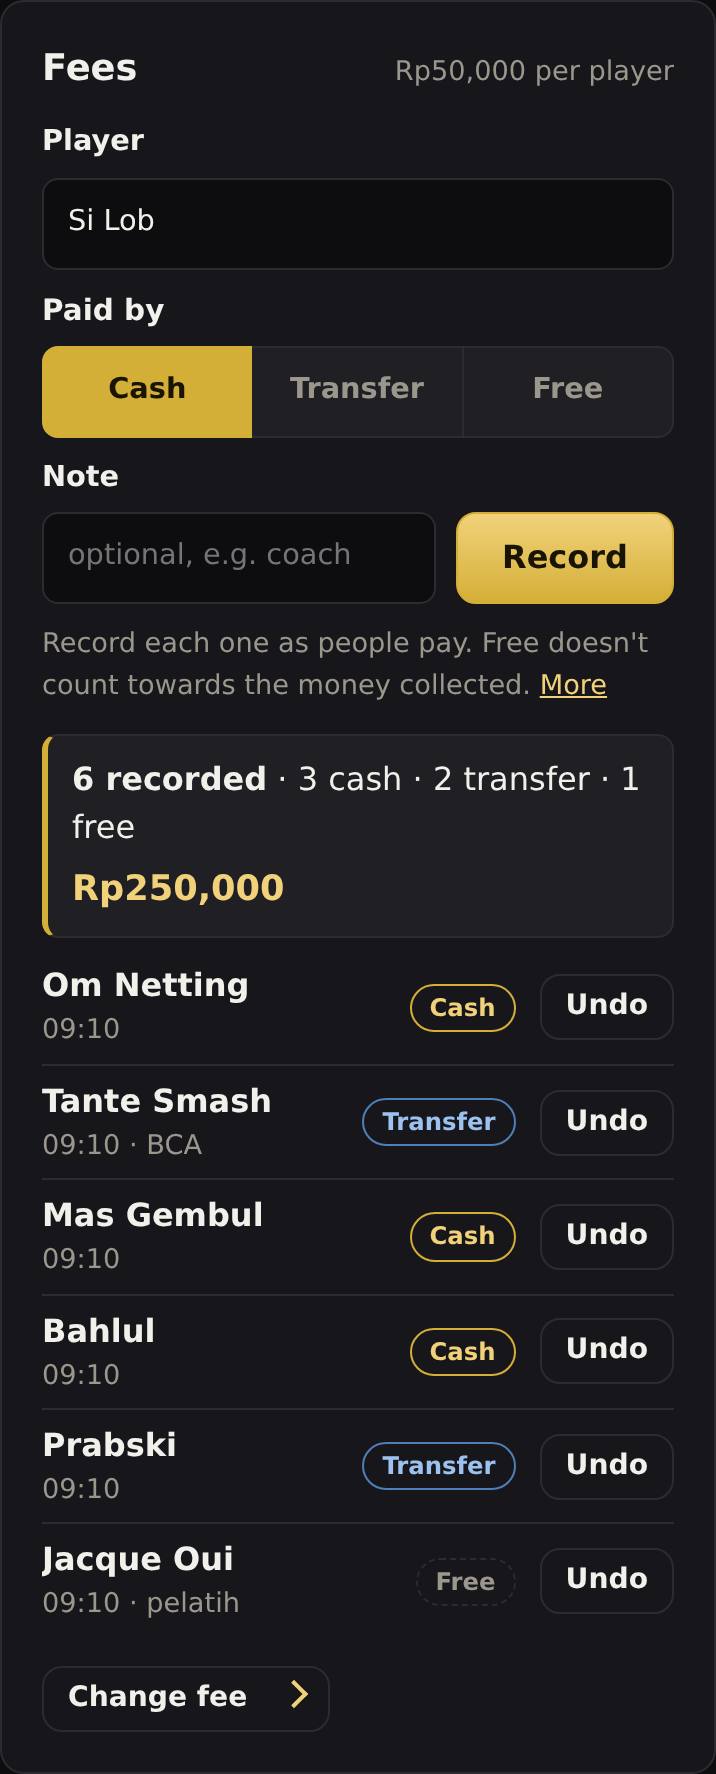 Fees
Rp50,000 per player
Player
Si Lob
Paid by
Cash
Transfer
Free
Note
optional, e.g. coach
Record
Record each one as people pay. Free doesn't
count towards the money collected. More
6 recorded · 3 cash · 2 transfer · 1
free
Rp250,000
Om Netting
09:10
Cash
Undo
Tante Smash
09:10 · BCA
Transfer
Undo
Mas Gembul
09:10
Cash
Undo
Bahlul
09:10
Cash
Undo
Prabski
09:10
Transfer
Undo
Jacque Oui
09:10 · pelatih
Free
Undo
Change fee